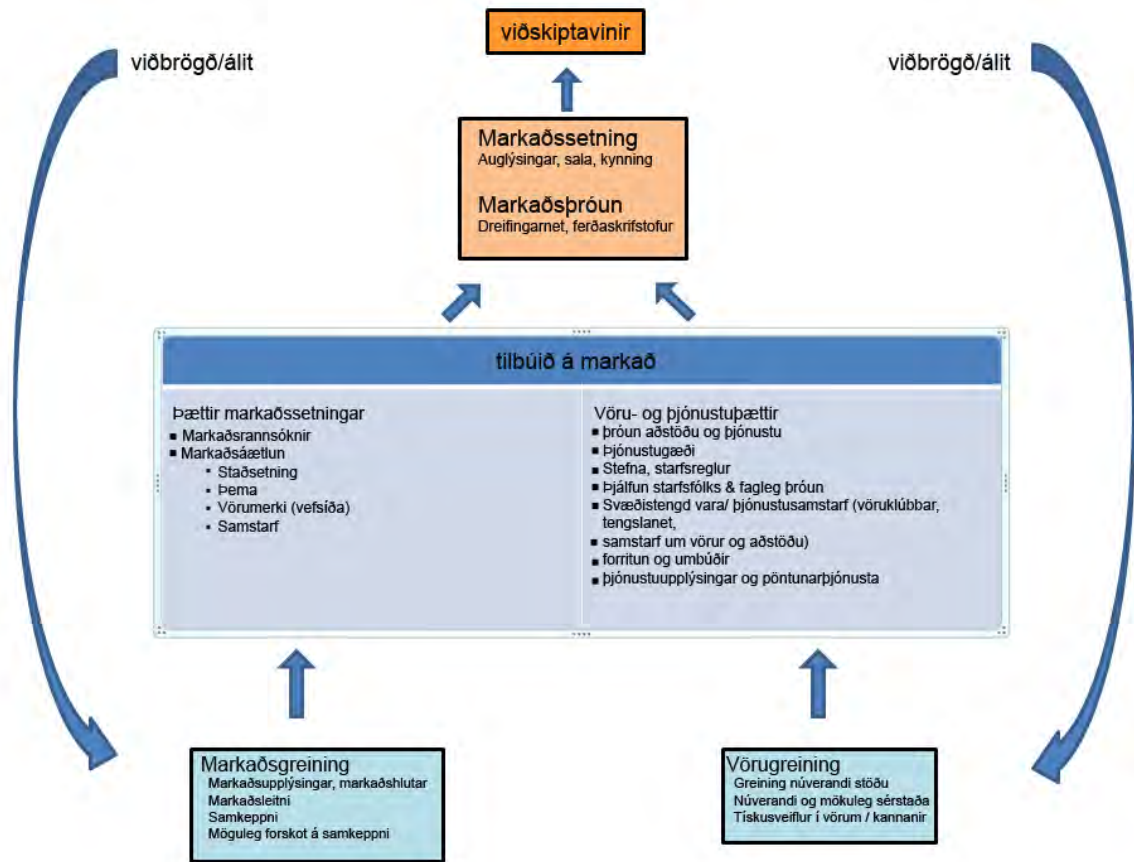 viðskiptavinir
viðbrögð/álit
viðbrögð/álit
Markaðssetning
Auglýsingar, sala, kynning
Markaðsþróun
Dreifingarnet, ferðaskrifstofur
tilbúið á markað
Þættir markaðssetningar
■ Markaðsrannsóknir
■ Markaðsáætlun
▪ Staðsetning
▪ Þema
▪ Vörumerki (vefsíða)
▪ Samstarf
Vöru- og þjónustuþættir
■ þróun aðstöðu og þjónustu
■ Þjónustugæði
■ Stefna, starfsreglur
■ Þjálfun starfsfólks & fagleg þróun
■ Svæðistengd vara/ þjónustusamstarf (vöruklúbbar,
tengslanet,
■ samstarf um vörur og aðstöðu)
■ forritun og umbúðir
■ þjónustuupplýsingar og pöntunarþjónusta
Markaðsgreining
Markaðsupplýsingar, markaðshlutar
Markaðsleitni
Samkeppni
Möguleg forskot á samkeppni
Vörugreining
Greining núverandi stöðu
Núverandi og mökuleg sérstaða
Tískusveiflur í vörum / kannanir